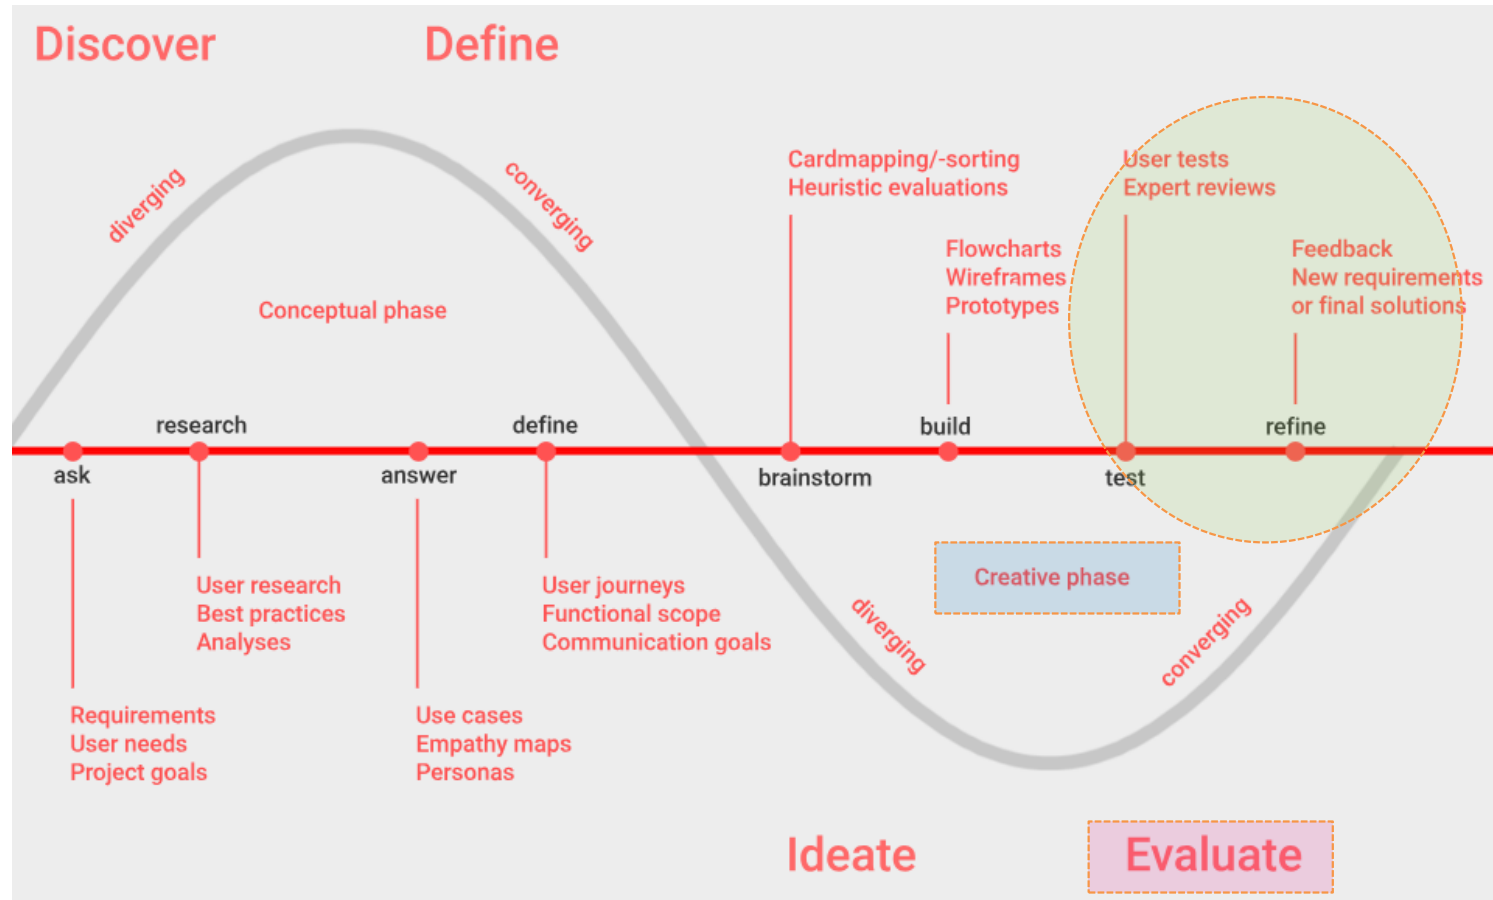 Discover
Define
diverging
converging
Conceptual phase
Cardmapping/-sorting
Heuristic evaluations
User tests
Expert reviews
Flowcharts
Wireframes
Prototypes
Feedback
New requirements
or final solutions
research
define
build
refine
ask
answer
brainstorm
test
User research
Best practices
Analyses
User journeys
Functional scope
Communication goals
Creative phase
diverging
converging
Requirements
User needs
Project goals
Use cases
Empathy maps
Personas
Ideate
Evaluate